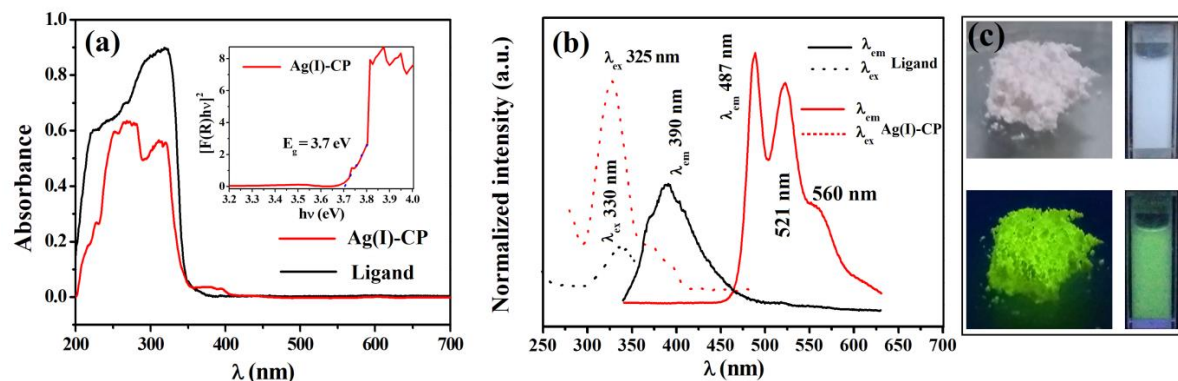 (a)
Absorbance
1.0
0.8
0.6
0.4
0.2
0.0
200 300 400 500 600 700
λ (nm)
Ag(I)-CP
Ligand
[F(R)hν]²
8
6
4
2
0
3.2 3.3 3.4 3.5 3.6 3.7 3.8 3.9 4.0
hν (eV)
Ag(I)-CP
E_g = 3.7 eV
(b)
Normalized intensity (a.u.)
250 300 350 400 450 500 550 600 650 700
λ (nm)
λ_ex 325 nm
λ_ex 330 nm
λ_em 390 nm
λ_em 487 nm
521 nm
560 nm
λ_em
λ_ex Ligand
λ_em
λ_ex Ag(I)-CP
(c)